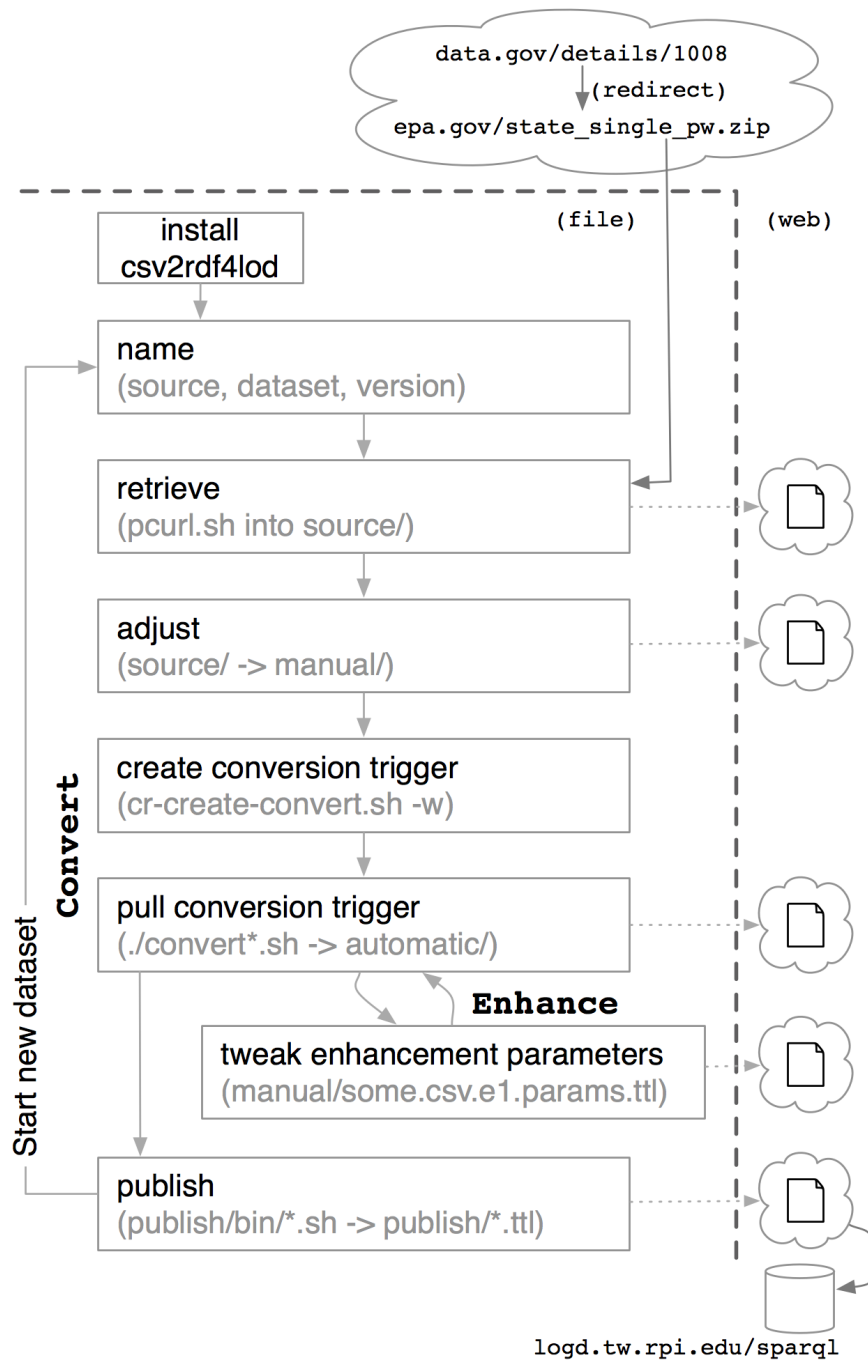 data.gov/details/1008
(redirect)
epa.gov/state_single_pw.zip
(file)
(web)
install
csv2rdf4lod
name
(source, dataset, version)
retrieve
(pcurl.sh into source/)
adjust
(source/ -> manual/)
create conversion trigger
(cr-create-convert.sh -w)
Convert
pull conversion trigger
(./convert*.sh -> automatic/)
Enhance
tweak enhancement parameters
(manual/some.csv.e1.params.ttl)
Start new dataset
publish
(publish/bin/*.sh -> publish/*.ttl)
logd.tw.rpi.edu/sparql